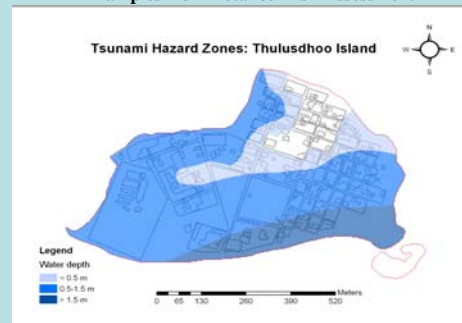 Tsunami Hazard Zones: Thulusdhoo Island
N
W E
S
Legend
Water depth
< 0.5 m
0.5-1.5 m
> 1.5 m
Meters
0 65 130 260 390 520